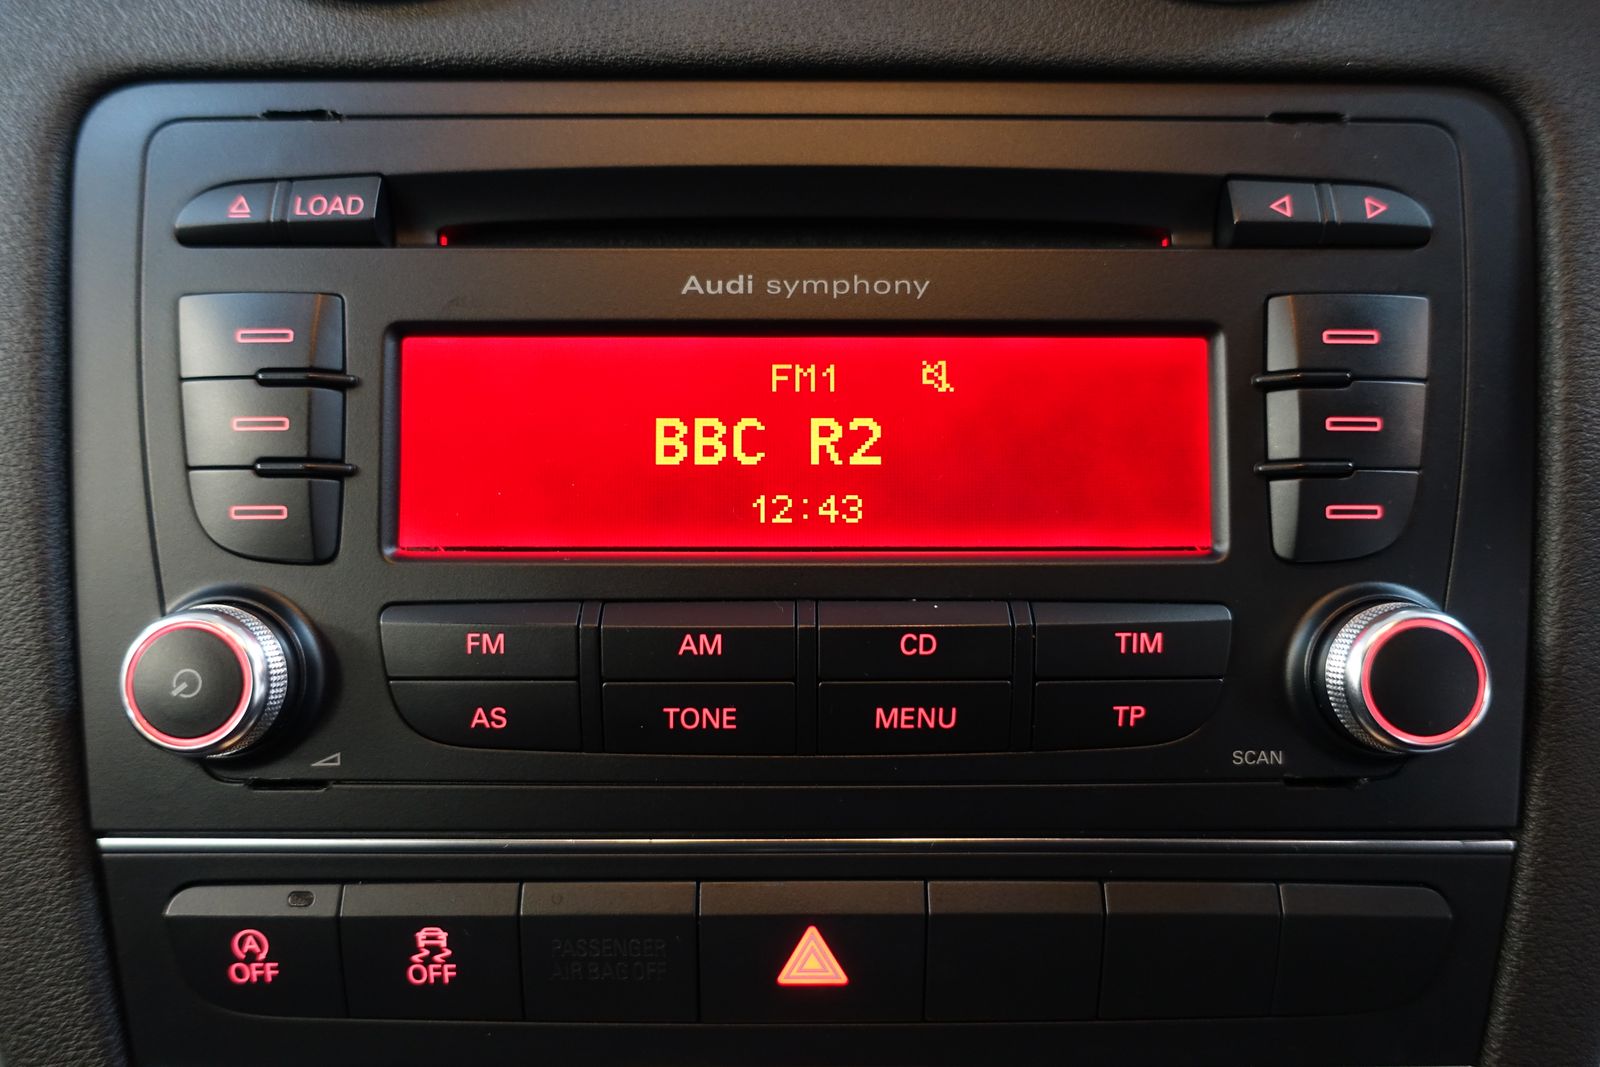 LOAD
Audi symphony
FM1
BBC R2
12:43
FM AM CD TIM
AS TONE MENU TP
SCAN
A
OFF
OFF
PASSENGER
AIR BAG OFF